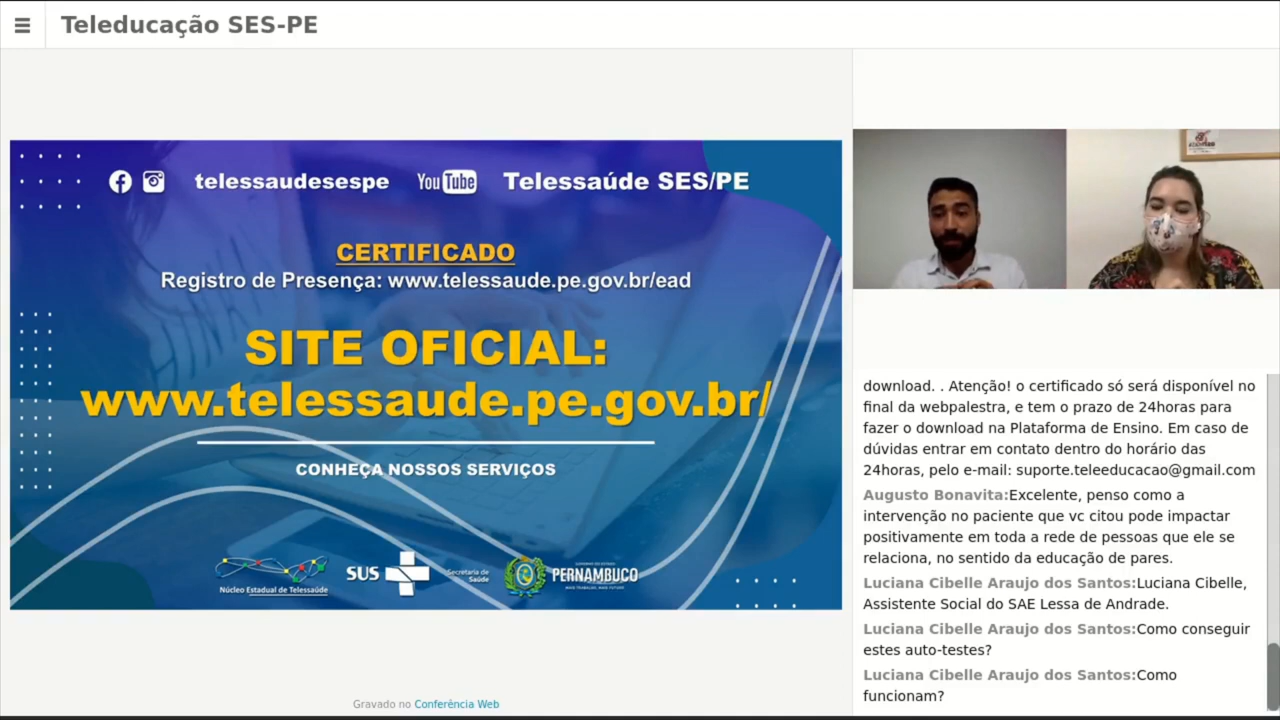 Teleducação SES-PE
telessaudesespe
YouTube
Telessaúde SES/PE
CERTIFICADO
Registro de Presença: www.telessaude.pe.gov.br/ead
SITE OFICIAL:
www.telessaude.pe.gov.br/
CONHEÇA NOSSOS SERVIÇOS
Núcleo Estadual de Telessaúde
SUS
Secretaria de
Saúde
PERNAMBUCO
Gravado no Conferência Web
download. . Atenção! o certificado só será disponível no
final da webpalestra, e tem o prazo de 24horas para
fazer o download na Plataforma de Ensino. Em caso de
dúvidas entrar em contato dentro do horário das
24horas, pelo e-mail: suporte.teleeducacao@gmail.com
Augusto Bonavita:Excelente, penso como a
intervenção no paciente que vc citou pode impactar
positivamente em toda a rede de pessoas que ele se
relaciona, no sentido da educação de pares.
Luciana Cibelle Araujo dos Santos:Luciana Cibelle,
Assistente Social do SAE Lessa de Andrade.
Luciana Cibelle Araujo dos Santos:Como conseguir
estes auto-testes?
Luciana Cibelle Araujo dos Santos:Como
funcionam?